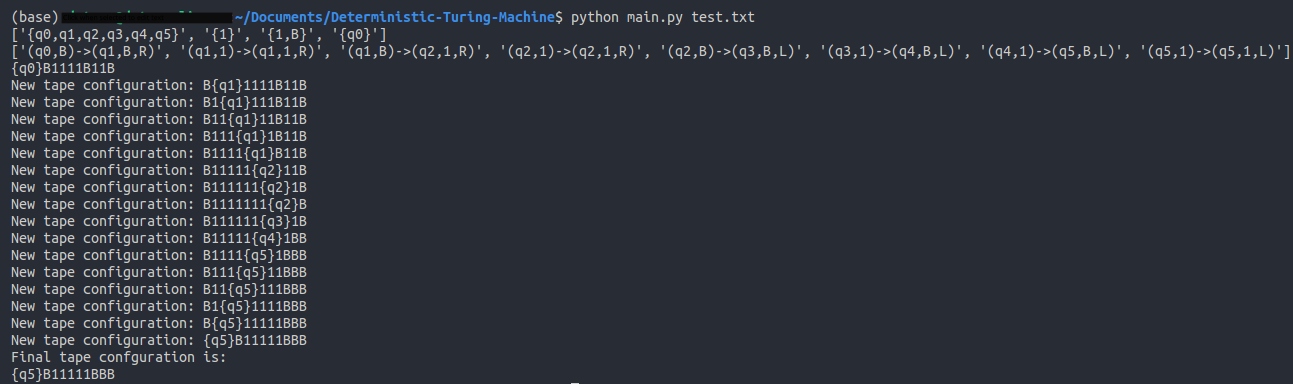 (base) ~/Documents/Deterministic-Turing-Machine$ python main.py test.txt
['{q0,q1,q2,q3,q4,q5}', '{1}', '{1,B}', '{q0}']
['(q0,B)->(q1,B,R)', '(q1,1)->(q1,1,R)', '(q1,B)->(q2,1,R)', '(q2,1)->(q2,1,R)', '(q2,B)->(q3,B,L)', '(q3,1)->(q4,B,L)', '(q4,1)->(q5,B,L)', '(q5,1)->(q5,1,L)']
{q0}B1111B11B
New tape configuration: B{q1}1111B11B
New tape configuration: B1{q1}111B11B
New tape configuration: B11{q1}11B11B
New tape configuration: B111{q1}1B11B
New tape configuration: B1111{q1}B11B
New tape configuration: B11111{q2}11B
New tape configuration: B111111{q2}1B
New tape configuration: B1111111{q2}B
New tape configuration: B111111{q3}1B
New tape configuration: B11111{q4}1BB
New tape configuration: B1111{q5}1BBB
New tape configuration: B111{q5}11BBB
New tape configuration: B11{q5}111BBB
New tape configuration: B1{q5}1111BBB
New tape configuration: B{q5}11111BBB
New tape configuration: {q5}B11111BBB
Final tape confguration is:
{q5}B11111BBB